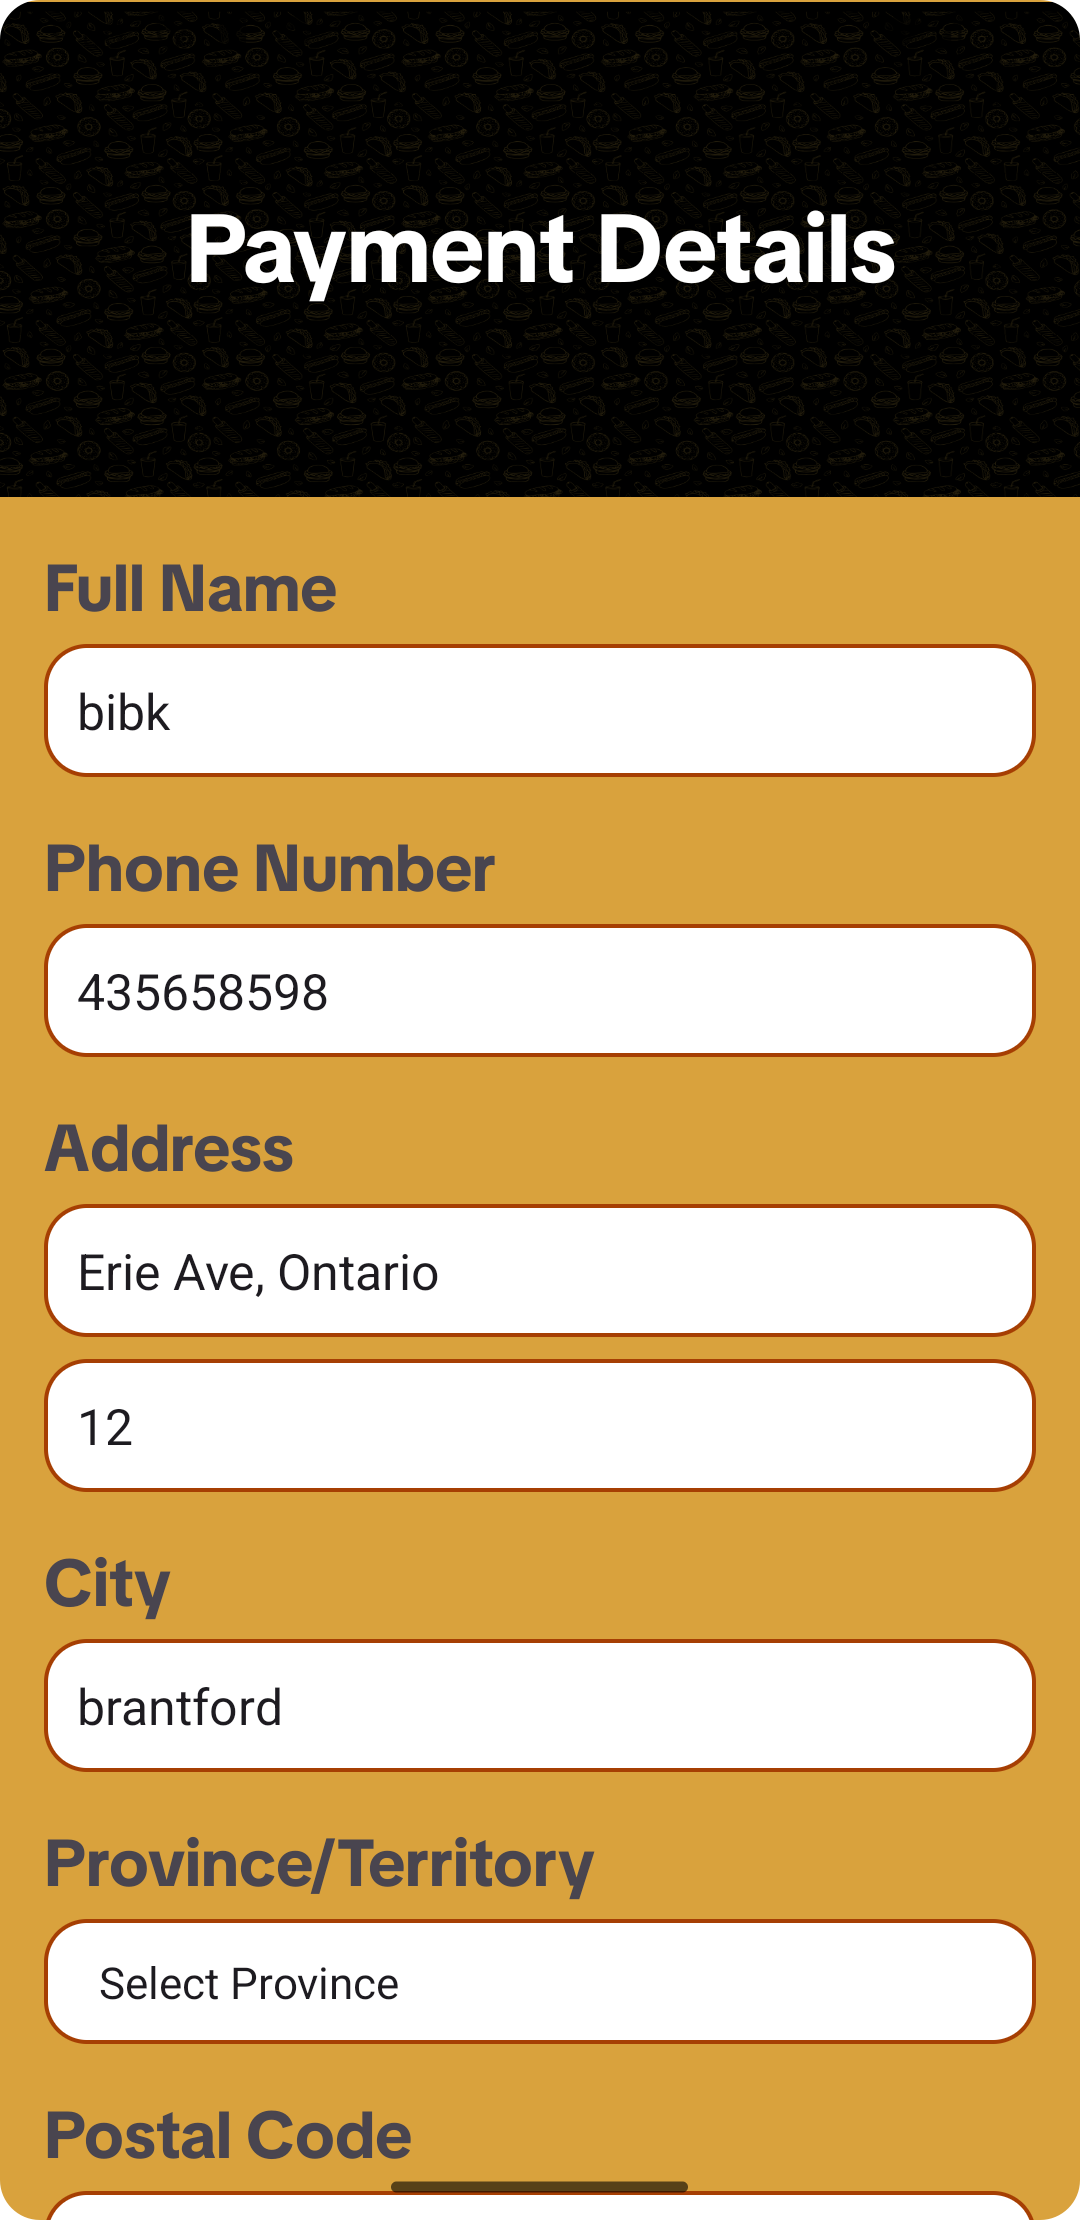 Payment Details
Full Name
bibk
Phone Number
435658598
Address
Erie Ave, Ontario
12
City
brantford
Province/Territory
Select Province
Postal Code